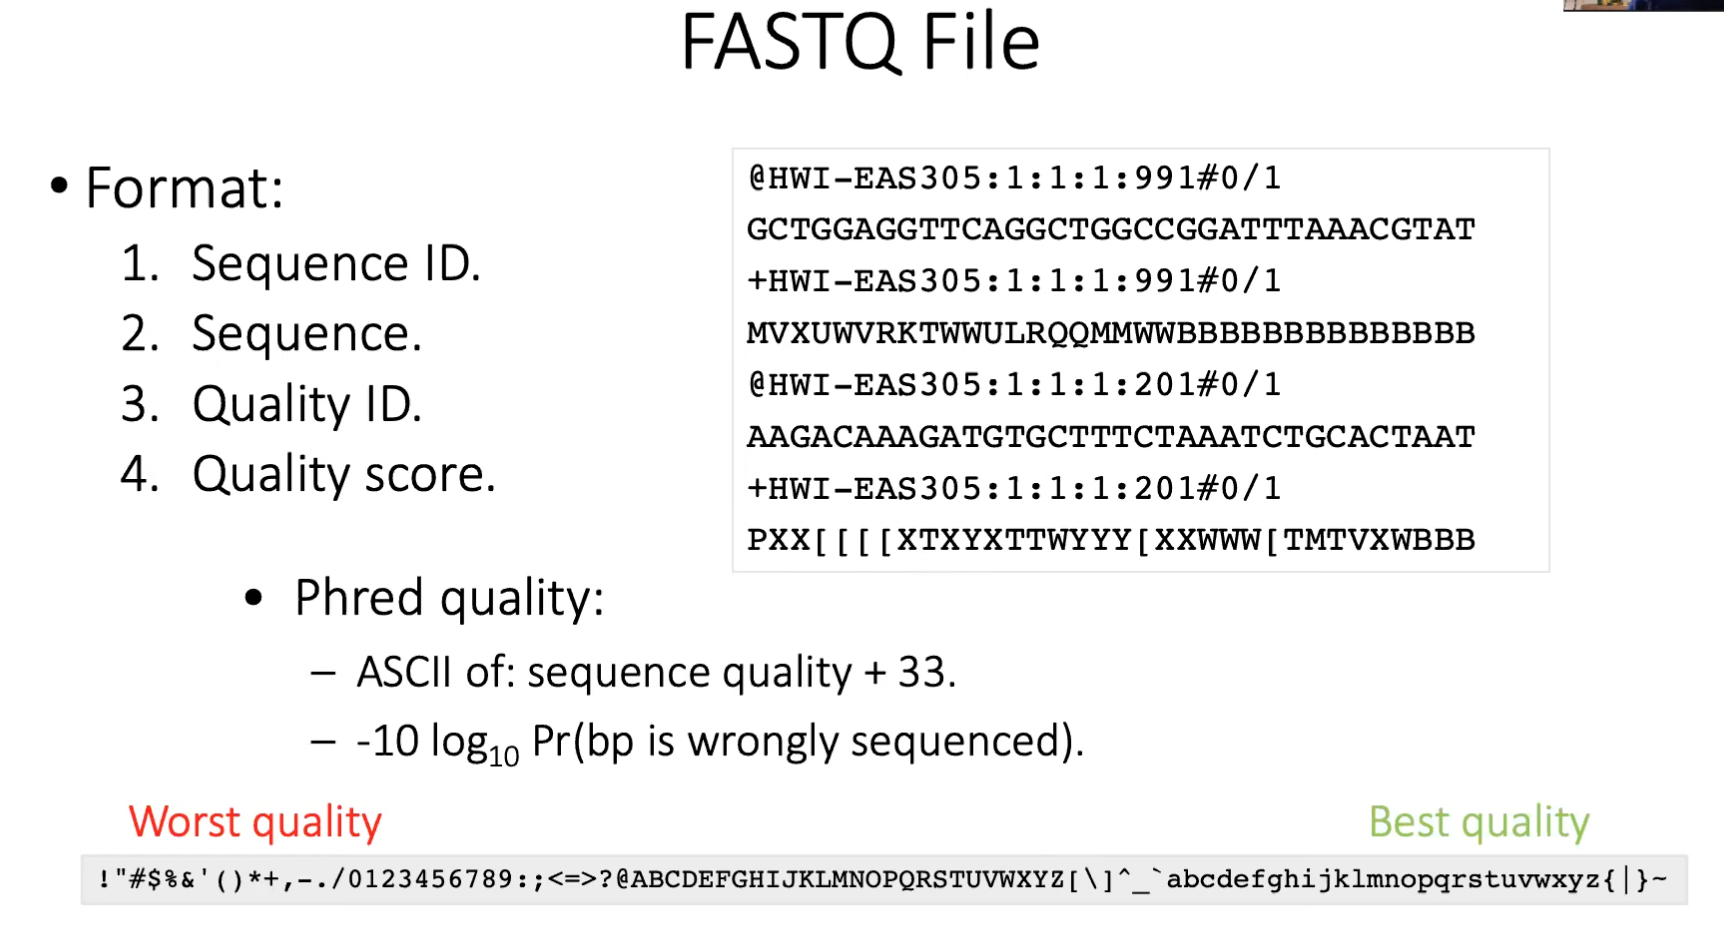 FASTQ File
• Format:
1. Sequence ID.
2. Sequence.
3. Quality ID.
4. Quality score.
@HWI-EAS305:1:1:1:991#0/1
GCTGGAGGTTCAGGCTGGCCGGATTTAAACGTAT
+HWI-EAS305:1:1:1:991#0/1
MVXUWVRKTWWULRQQMMWWBBBBBBBBBBBBBB
@HWI-EAS305:1:1:1:201#0/1
AAGACAAAGATGTGCTTTCTAAATCTGCACTAAT
+HWI-EAS305:1:1:1:201#0/1
PXX[[[[XTXYXTTWYYY[XXWWW[TMTVXWBBB
• Phred quality:
– ASCII of: sequence quality + 33.
– -10 log10 Pr(bp is wrongly sequenced).
Worst quality
Best quality
!"#$%&'()*+,-./0123456789:;<=>?@ABCDEFGHIJKLMNOPQRSTUVWXYZ[\]^_`abcdefghijklmnopqrstuvwxyz{|}~